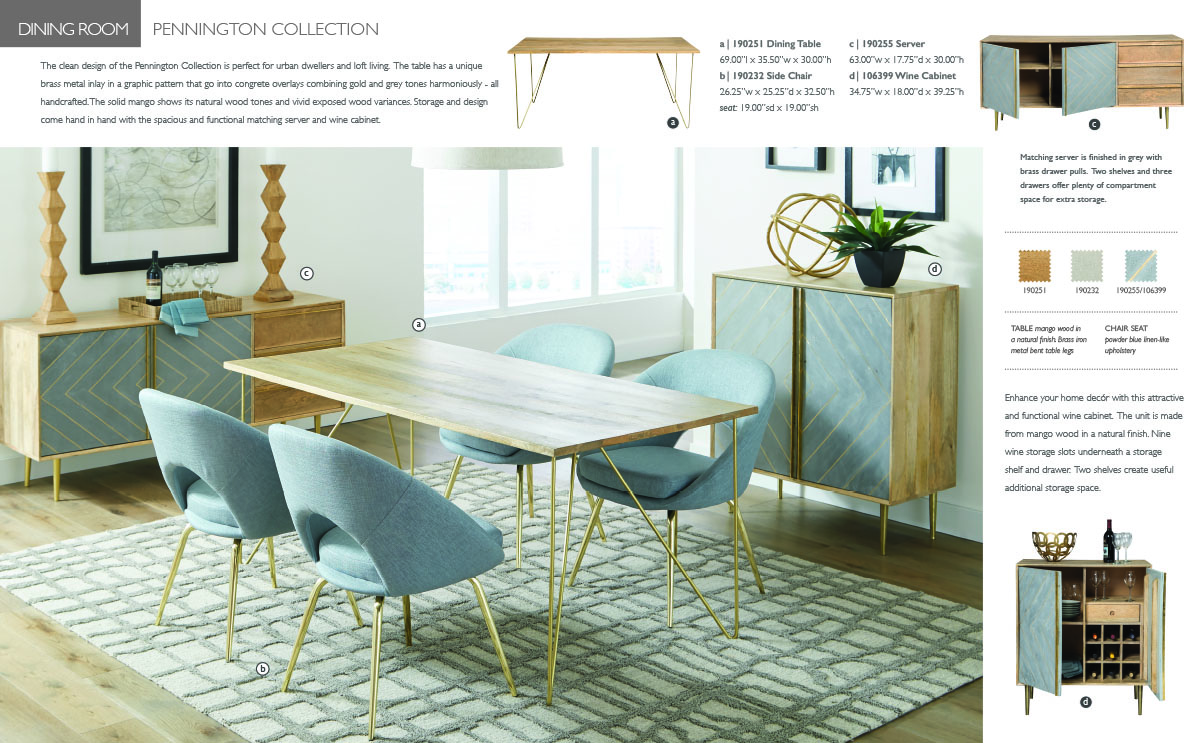 DINING ROOM PENNINGTON COLLECTION
The clean design of the Pennington Collection is perfect for urban dwellers and loft living. The table has a unique
brass metal inlay in a graphic pattern that go into congrete overlays combining gold and grey tones harmoniously - all
handcrafted.The solid mango shows its natural wood tones and vivid exposed wood variances. Storage and design
come hand in hand with the spacious and functional matching server and wine cabinet.
a
a | 190251 Dining Table
69.00"l x 35.50"w x 30.00"h
b | 190232 Side Chair
26.25"w x 25.25"d x 32.50"h
seat: 19.00"sd x 19.00"sh
c | 190255 Server
63.00"w x 17.75"d x 30.00"h
d | 106399 Wine Cabinet
34.75"w x 18.00"d x 39.25"h
c
c
a
d
b
Matching server is finished in grey with
brass drawer pulls. Two shelves and three
drawers offer plenty of compartment
space for extra storage.
190251 190232 190255/106399
TABLE mango wood in
a natural finish. Brass iron
metal bent table legs
CHAIR SEAT
powder blue linen-like
upholstery
Enhance your home decór with this attractive
and functional wine cabinet. The unit is made
from mango wood in a natural finish. Nine
wine storage slots underneath a storage
shelf and drawer. Two shelves create useful
additional storage space.
d